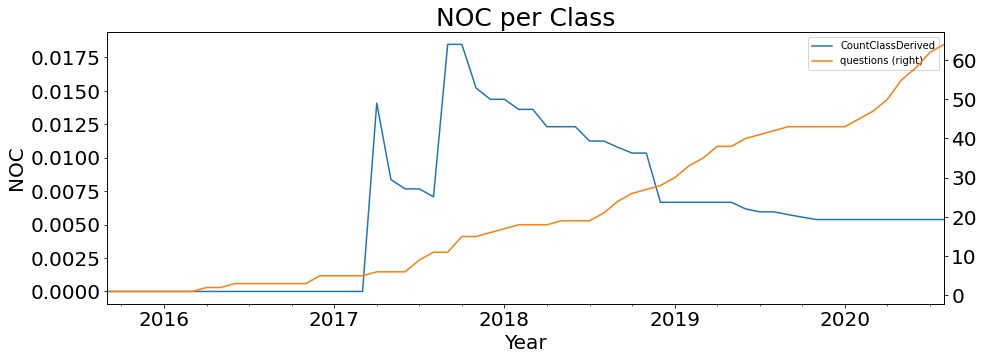 NOC per Class
CountClassDerived
questions (right)
NOC
0.0175
0.0150
0.0125
0.0100
0.0075
0.0050
0.0025
0.0000
60
50
40
30
20
10
0
2016 2017 2018 2019 2020
Year